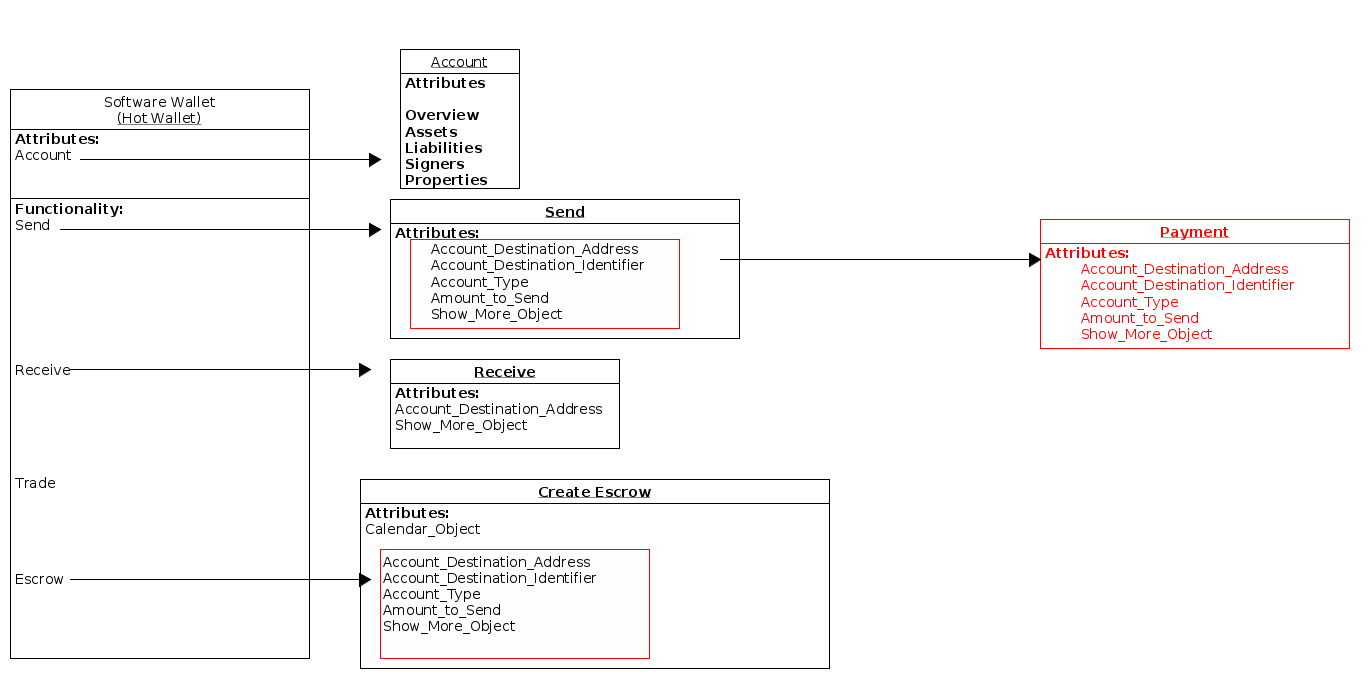 Software Wallet
(Hot Wallet)
Attributes:
Account
Functionality:
Send
Receive
Trade
Escrow
Account
Attributes
Overview
Assets
Liabilities
Signers
Properties
Send
Attributes:
Account_Destination_Address
Account_Destination_Identifier
Account_Type
Amount_to_Send
Show_More_Object
Payment
Attributes:
Account_Destination_Address
Account_Destination_Identifier
Account_Type
Amount_to_Send
Show_More_Object
Receive
Attributes:
Account_Destination_Address
Show_More_Object
Create Escrow
Attributes:
Calendar_Object
Account_Destination_Address
Account_Destination_Identifier
Account_Type
Amount_to_Send
Show_More_Object